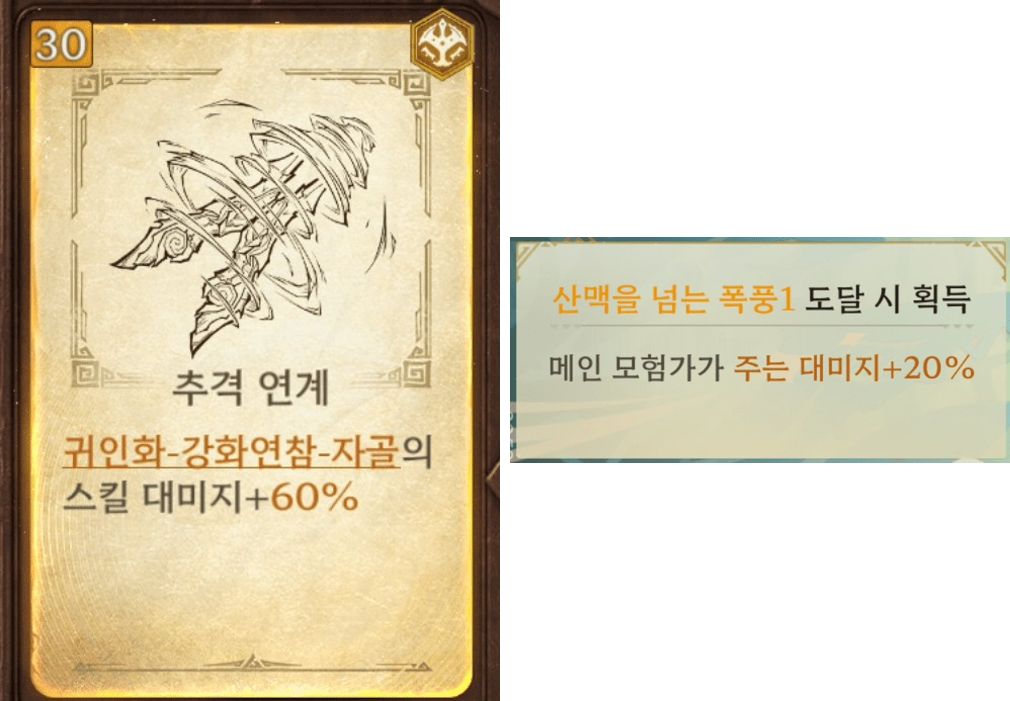 30
추격 연계
귀인화-강화연참-자골의
스킬 대미지+60%
산맥을 넘는 폭풍1 도달 시 획득
메인 모험가가 주는 대미지+20%